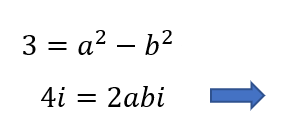 3 = a² − b²
4i = 2abi